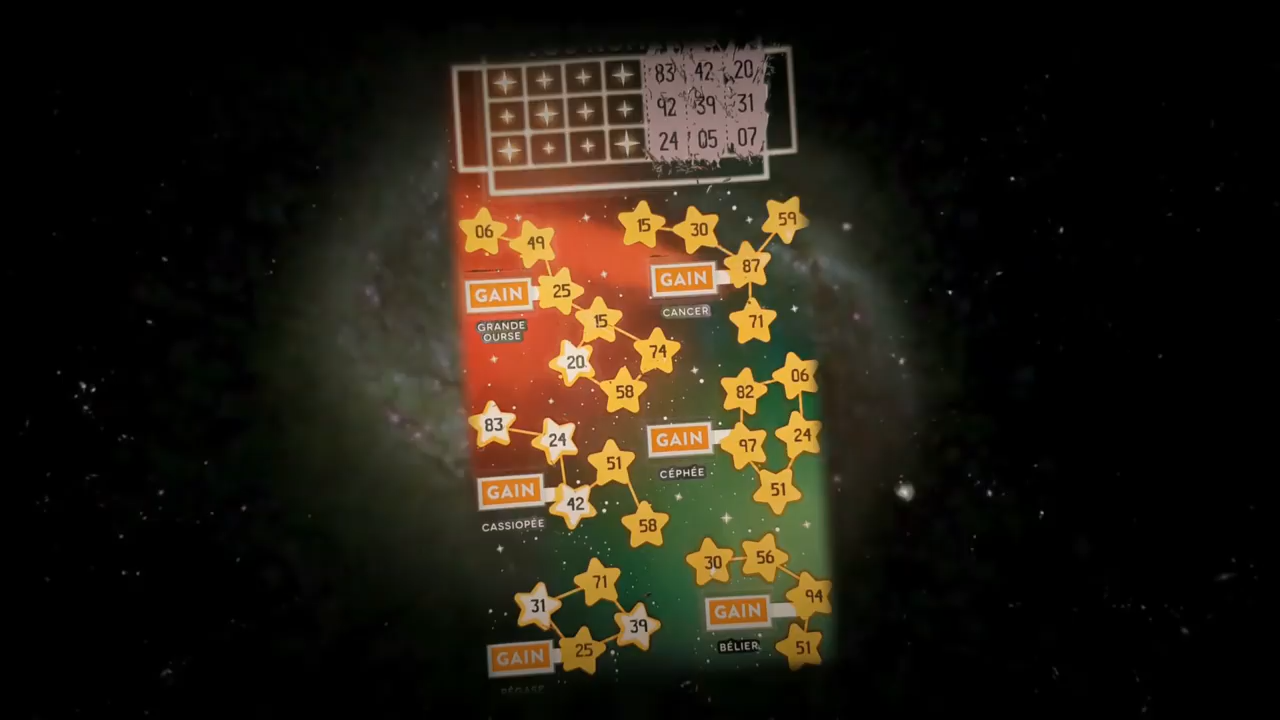 83 42 20
92 39 31
24 05 07
06 49 25 15 74 58 20
GAIN
GRANDE
OURSE
15 30 87 59 71
GAIN
CANCER
83 24 42 51 58
GAIN
CASSIOPÉE
82 06 24 51 97
GAIN
CÉPHÉE
31 71 39 25
GAIN
PÉGASE
30 56 94 51
GAIN
BÉLIER